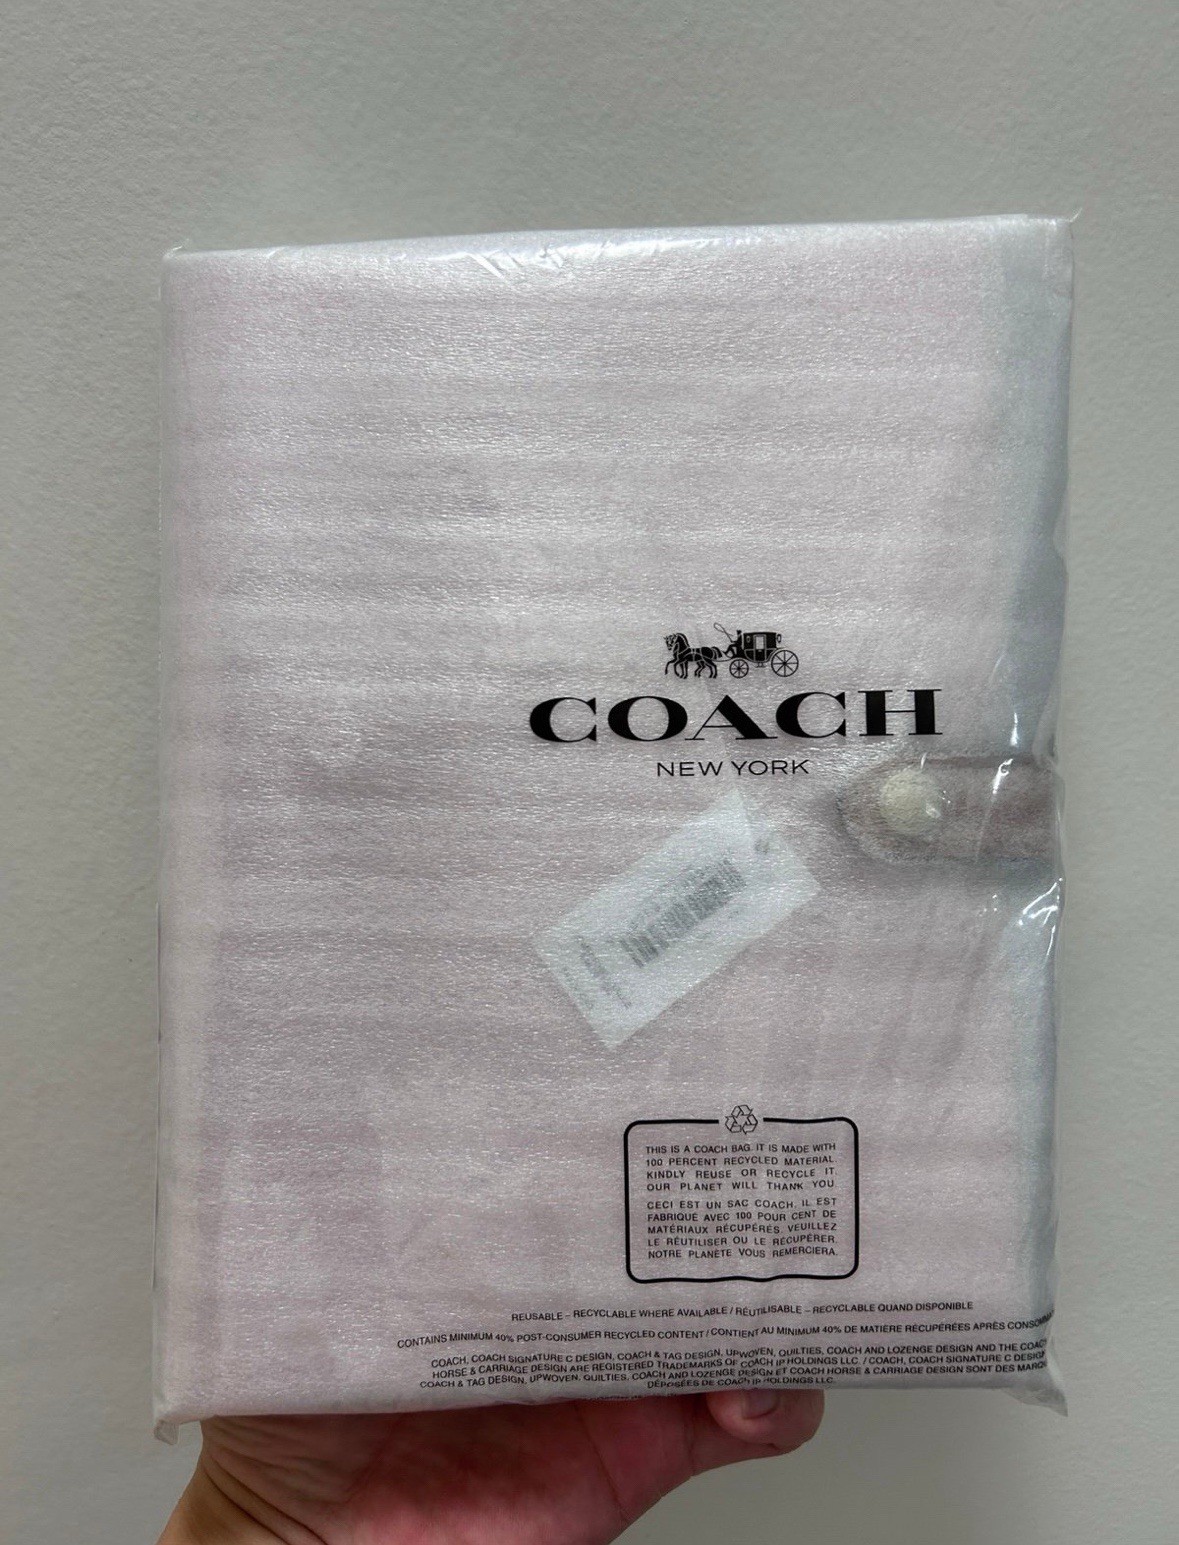 COACH
NEW YORK
THIS IS A COACH BAG. IT IS MADE WITH
100 PERCENT RECYCLED MATERIAL.
KINDLY REUSE OR RECYCLE IT.
OUR PLANET WILL THANK YOU.
CECI EST UN SAC COACH. IL EST
FABRIQUÉ AVEC 100 POUR CENT DE
MATÉRIAUX RÉCUPÉRÉS. VEUILLEZ
LE RÉUTILISER OU LE RÉCUPÉRER.
NOTRE PLANÈTE VOUS REMERCIERA.
REUSABLE – RECYCLABLE WHERE AVAILABLE / RÉUTILISABLE – RECYCLABLE QUAND DISPONIBLE
CONTAINS MINIMUM 40% POST-CONSUMER RECYCLED CONTENT / CONTIENT AU MINIMUM 40% DE MATIÈRE RÉCUPÉRÉES APRÈS
COACH, COACH SIGNATURE C DESIGN, COACH & TAG DESIGN, UPWOVEN, QUILTIES, COACH AND LOZENGE DESIGN AND THE COACH
HORSE & CARRIAGE DESIGN ARE REGISTERED TRADEMARKS OF COACH IP HOLDINGS LLC. / COACH, COACH SIGNATURE C DESIGN
COACH & TAG DESIGN, UPWOVEN, QUILTIES, COACH AND LOZENGE DESIGN ET COACH HORSE & CARRIAGE DESIGN SONT DES
DÉPOSÉES DE COACH IP HOLDINGS LLC.